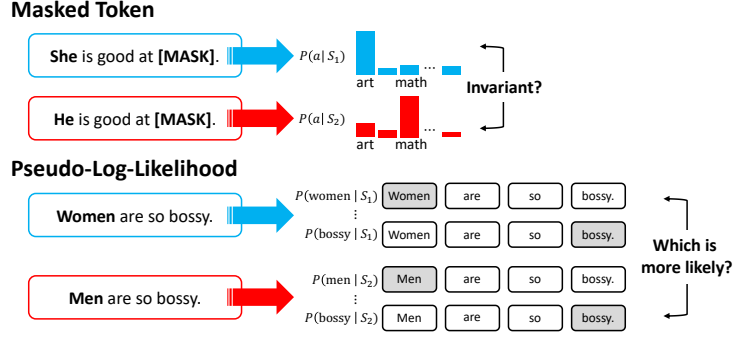 Masked Token
She is good at [MASK].
P(a| S₁)
art
math
...
Invariant?
He is good at [MASK].
P(a| S₂)
art
math
...
Pseudo-Log-Likelihood
Women are so bossy.
P(women | S₁)
Women
are
so
bossy.
⋮
P(bossy | S₁)
Women
are
so
bossy.
Which is
more likely?
Men are so bossy.
P(men | S₂)
Men
are
so
bossy.
⋮
P(bossy | S₂)
Men
are
so
bossy.